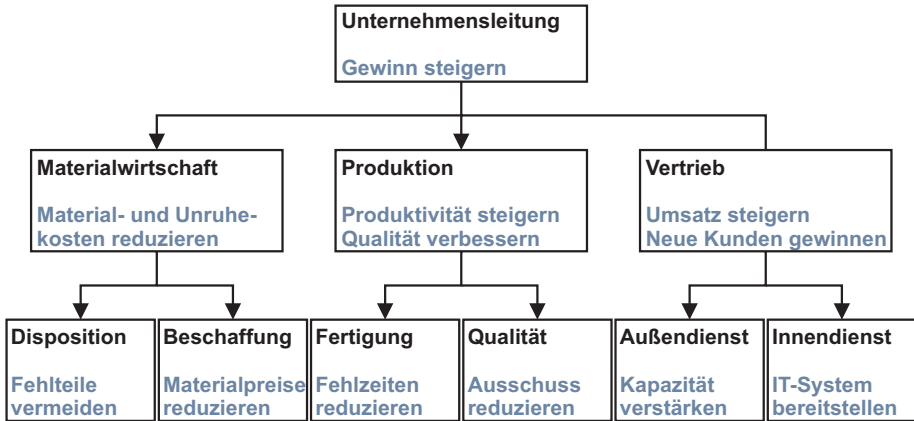 Unternehmensleitung
Gewinn steigern
Materialwirtschaft
Material- und Unruhe-
kosten reduzieren
Produktion
Produktivität steigern
Qualität verbessern
Vertrieb
Umsatz steigern
Neue Kunden gewinnen
Disposition
Fehlteile
vermeiden
Beschaffung
Materialpreise
reduzieren
Fertigung
Fehlzeiten
reduzieren
Qualität
Ausschuss
reduzieren
Außendienst
Kapazität
verstärken
Innendienst
IT-System
bereitstellen